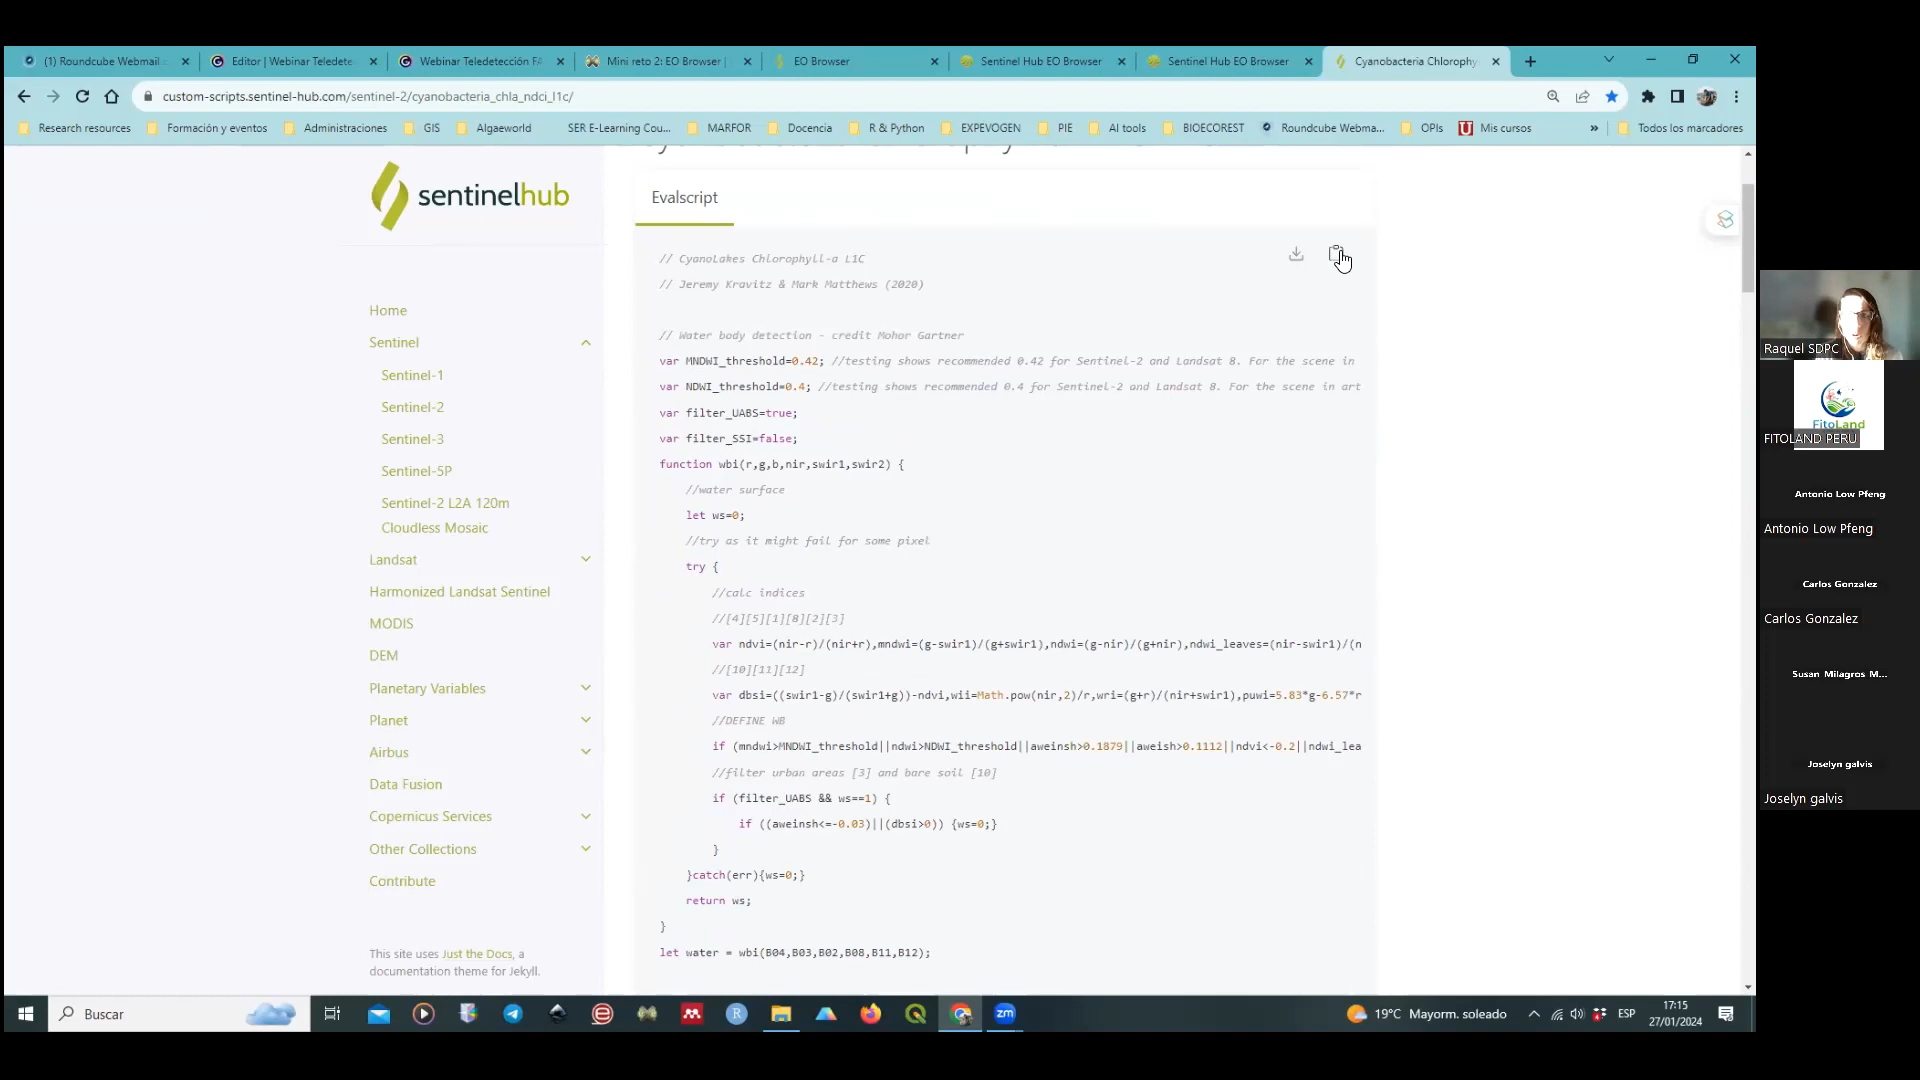 (1) Roundcube Webmail
Editor | Webinar Teledete
Webinar Teledetección FA
Mini reto 2: EO Browser |
EO Browser
Sentinel Hub EO Browser
Sentinel Hub EO Browser
Cyanobacteria Chlorophy
custom-scripts.sentinel-hub.com/sentinel-2/cyanobacteria_chla_ndci_l1c/
Research resources
Formación y eventos
Administraciones
GIS
Algaeworld
SER E-Learning Cou...
MARFOR
Docencia
R & Python
EXPEVOGEN
PIE
AI tools
BIOECOREST
Roundcube Webma...
OPIs
Mis cursos
»
Todos los marcadores
sentinelhub
Home
Sentinel
Sentinel-1
Sentinel-2
Sentinel-3
Sentinel-5P
Sentinel-2 L2A 120m
Cloudless Mosaic
Landsat
Harmonized Landsat Sentinel
MODIS
DEM
Planetary Variables
Planet
Airbus
Data Fusion
Copernicus Services
Other Collections
Contribute
This site uses Just the Docs, a
documentation theme for Jekyll.
Evalscript
// CyanoLakes Chlorophyll-a L1C
// Jeremy Kravitz & Mark Matthews (2020)
// Water body detection - credit Mohor Gartner
var MNDWI_threshold=0.42; //testing shows recommended 0.42 for Sentinel-2 and Landsat 8. For the scene in
var NDWI_threshold=0.4; //testing shows recommended 0.4 for Sentinel-2 and Landsat 8. For the scene in art
var filter_UABS=true;
var filter_SSI=false;
function wbi(r,g,b,nir,swir1,swir2) {
//water surface
let ws=0;
//try as it might fail for some pixel
try {
//calc indices
//[4][5][1][8][2][3]
var ndvi=(nir-r)/(nir+r),mndwi=(g-swir1)/(g+swir1),ndwi=(g-nir)/(g+nir),ndwi_leaves=(nir-swir1)/(n
//[10][11][12]
var dbsi=((swir1-g)/(swir1+g))-ndvi,wii=Math.pow(nir,2)/r,wri=(g+r)/(nir+swir1),puwi=5.83*g-6.57*r
//DEFINE WB
if (mndwi>MNDWI_threshold||ndwi>NDWI_threshold||aweinsh>0.1879||aweish>0.1112||ndvi<-0.2||ndwi_lea
//filter urban areas [3] and bare soil [10]
if (filter_UABS && ws==1) {
if ((aweinsh<=-0.03)||(dbsi>0)) {ws=0;}
}
}catch(err){ws=0;}
return ws;
}
let water = wbi(B04,B03,B02,B08,B11,B12);
Raquel SDPC
FitoLand
FITOLAND PERU
Antonio Low Pfeng
Antonio Low Pfeng
Carlos Gonzalez
Carlos Gonzalez
Susan Milagros M...
Joselyn galvis
Joselyn galvis
Buscar
19°C Mayorm. soleado
ESP
17:15
27/01/2024